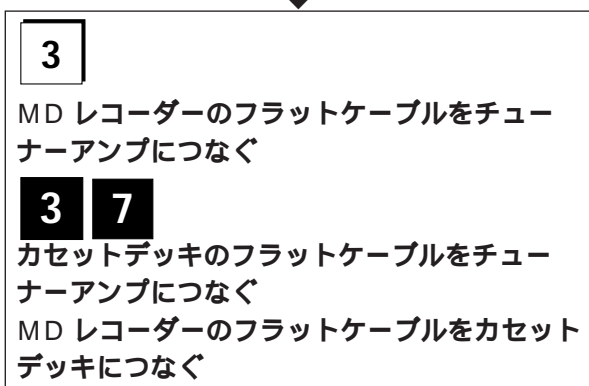 3
MD レコーダーのフラットケーブルをチュー
ナーアンプにつなぐ
3 7
カセットデッキのフラットケーブルをチュー
ナーアンプにつなぐ
MD レコーダーのフラットケーブルをカセット
デッキにつなぐ